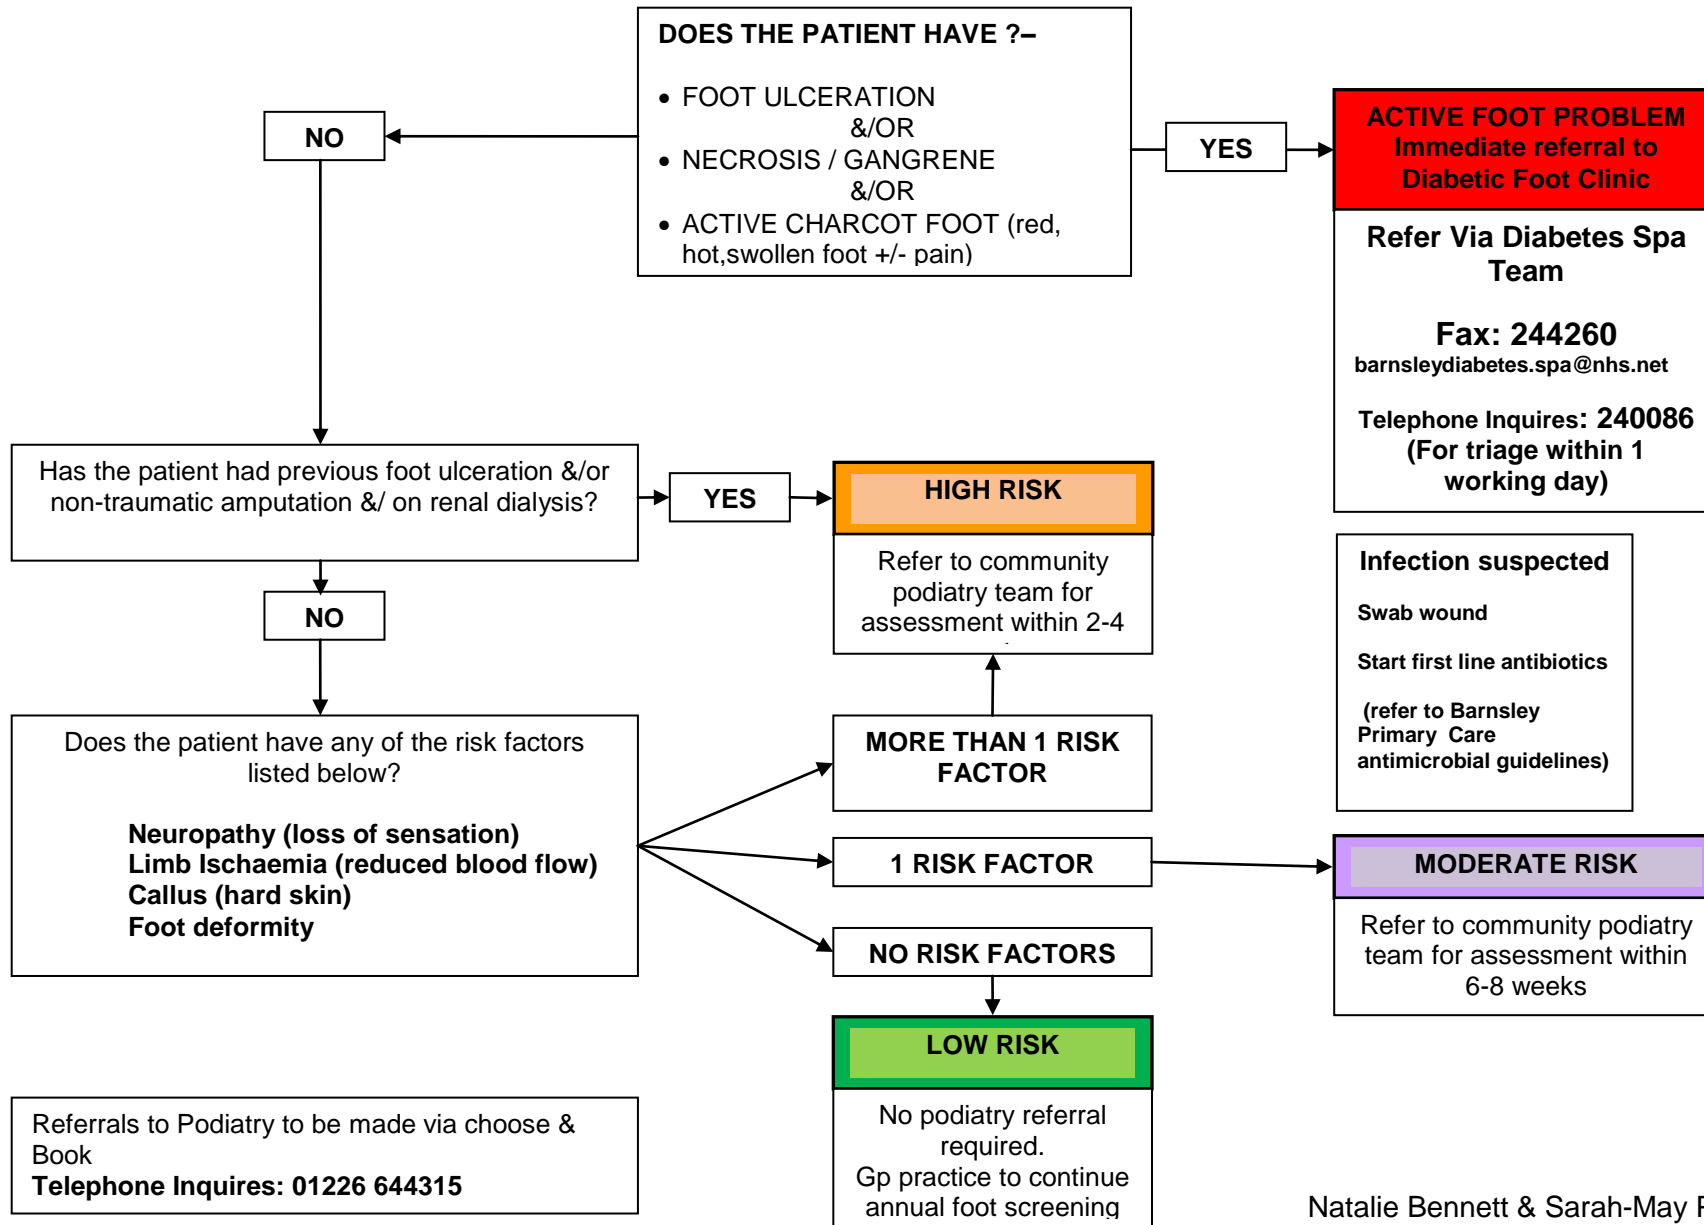 DOES THE PATIENT HAVE ?–
• FOOT ULCERATION
&/OR
• NECROSIS / GANGRENE
&/OR
• ACTIVE CHARCOT FOOT (red,
hot,swollen foot +/- pain)
NO
YES
ACTIVE FOOT PROBLEM
Immediate referral to
Diabetic Foot Clinic
Refer Via Diabetes Spa
Team
Fax: 244260
barnsleydiabetes.spa@nhs.net
Telephone Inquires: 240086
(For triage within 1
working day)
Has the patient had previous foot ulceration &/or
non-traumatic amputation &/ on renal dialysis?
YES
HIGH RISK
Refer to community
podiatry team for
assessment within 2-4
NO
Infection suspected
Swab wound
Start first line antibiotics
(refer to Barnsley
Primary Care
antimicrobial guidelines)
Does the patient have any of the risk factors
listed below?
Neuropathy (loss of sensation)
Limb Ischaemia (reduced blood flow)
Callus (hard skin)
Foot deformity
MORE THAN 1 RISK
FACTOR
1 RISK FACTOR
NO RISK FACTORS
MODERATE RISK
Refer to community podiatry
team for assessment within
6-8 weeks
LOW RISK
No podiatry referral
required.
Gp practice to continue
annual foot screening
Referrals to Podiatry to be made via choose &
Book
Telephone Inquires: 01226 644315
Natalie Bennett & Sarah-May